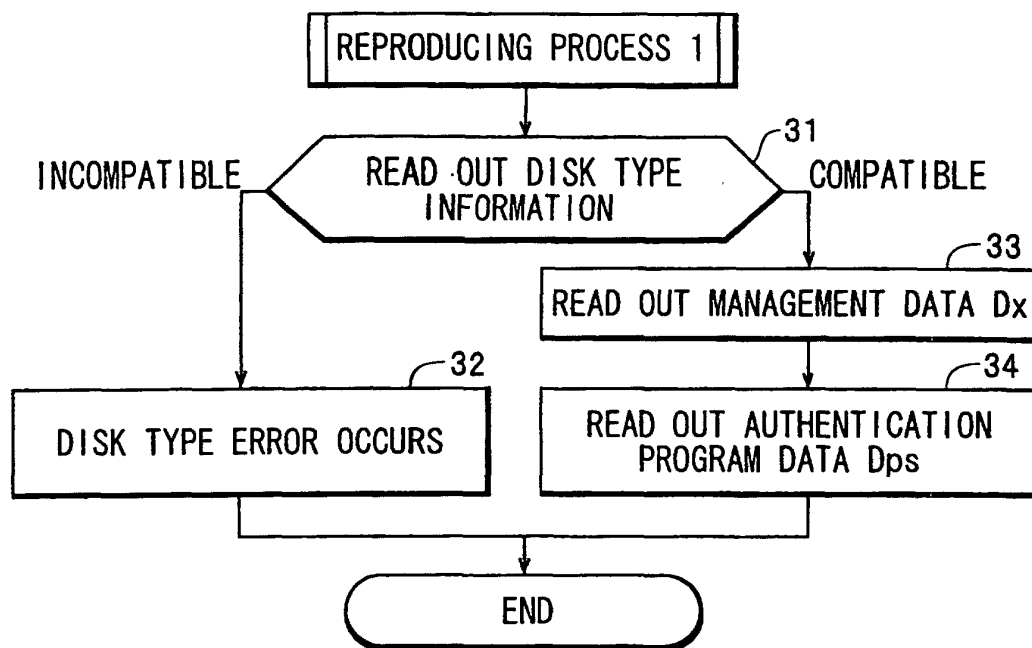 REPRODUCING PROCESS 1
31
INCOMPATIBLE
READ OUT DISK TYPE
INFORMATION
COMPATIBLE
33
READ OUT MANAGEMENT DATA Dx
32
DISK TYPE ERROR OCCURS
34
READ OUT AUTHENTICATION
PROGRAM DATA Dps
END